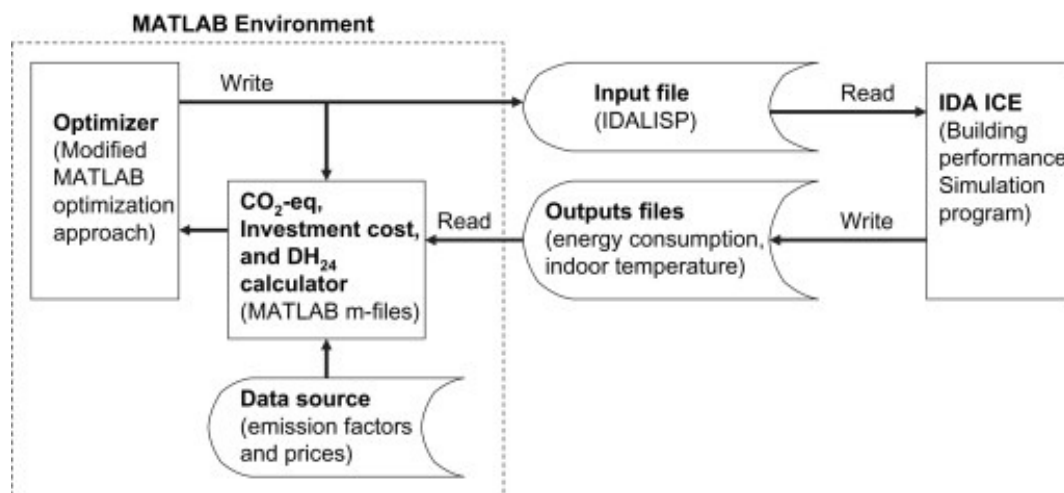 MATLAB Environment
Optimizer
(Modified
MATLAB
optimization
approach)
Write
CO₂-eq,
Investment cost,
and DH₂₄
calculator
(MATLAB m-files)
Data source
(emission factors
and prices)
Input file
(IDALISP)
Read
IDA ICE
(Building
performance
Simulation
program)
Write
Outputs files
(energy consumption,
indoor temperature)
Read